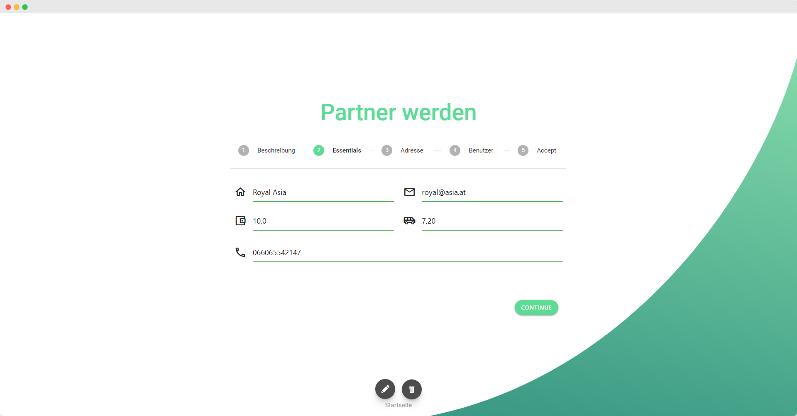 Partner werden
1 Beschreibung 2 Essentials 3 Adresse 4 Benutzer 5 Accept
Royal Asia royal@asia.at
10,0 7,20
066065542147
CONTINUE
Startseite